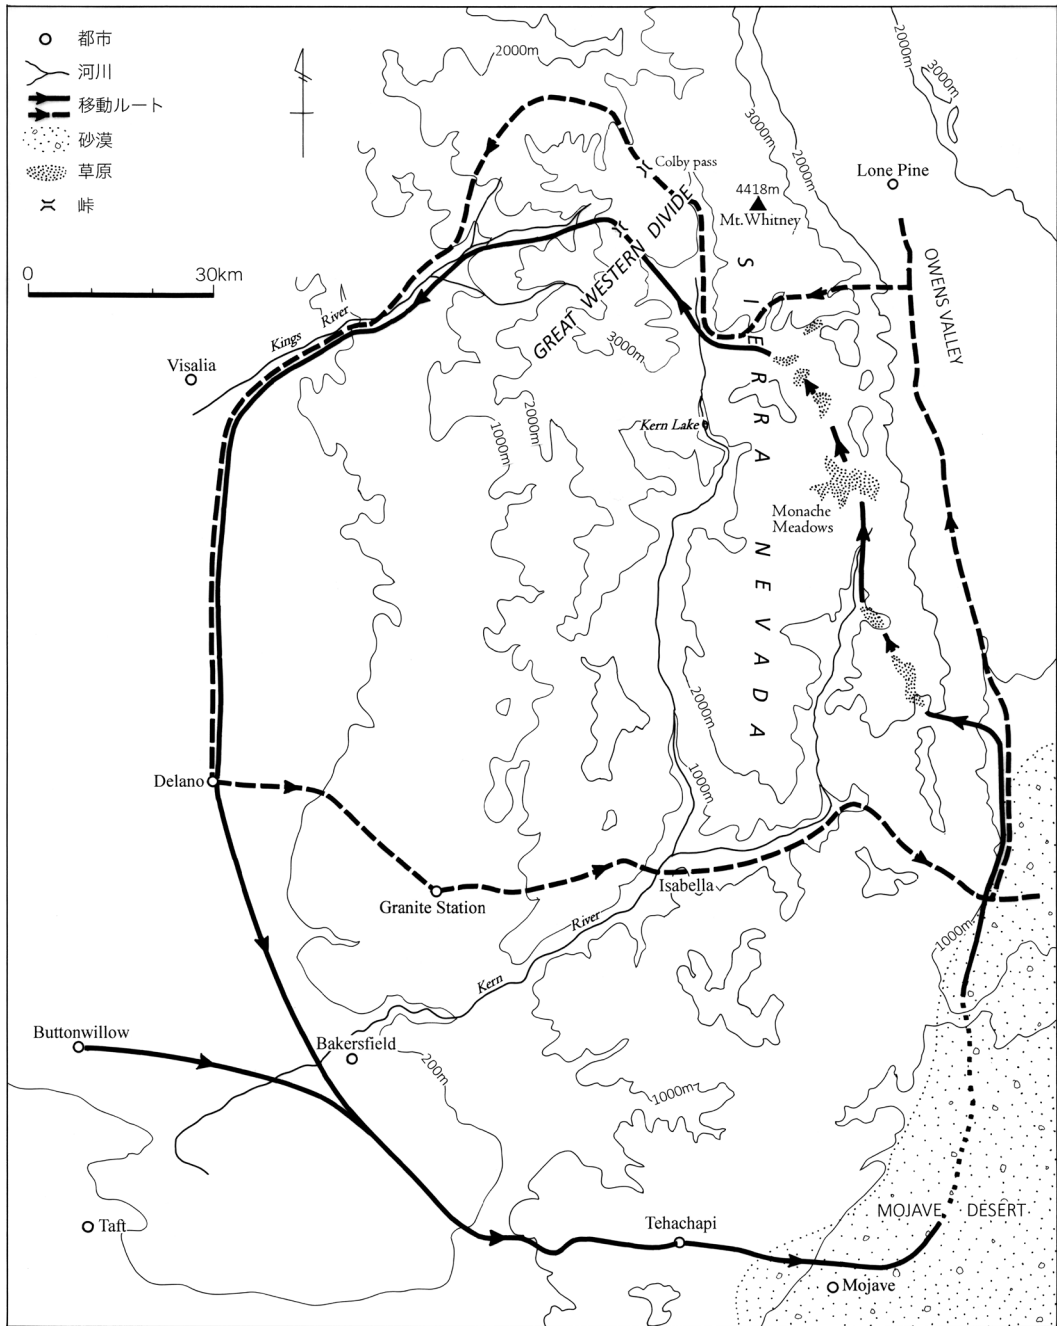 都市
河川
移動ルート
砂漠
草原
峠
0 30km
2000m
2000m
3000m
3000m
2000m
Colby pass
Lone Pine
4418m
Mt.Whitney
GREAT WESTERN DIVIDE
SIERRA NEVADA
OWENS VALLEY
Kings River
Visalia
3000m
2000m
1000m
Kern Lake
Monache
Meadows
2000m
1000m
Delano
Granite Station
Isabella
Kern River
1000m
Buttonwillow
Bakersfield
200m
1000m
Taft
Tehachapi
MOJAVE DESERT
Mojave